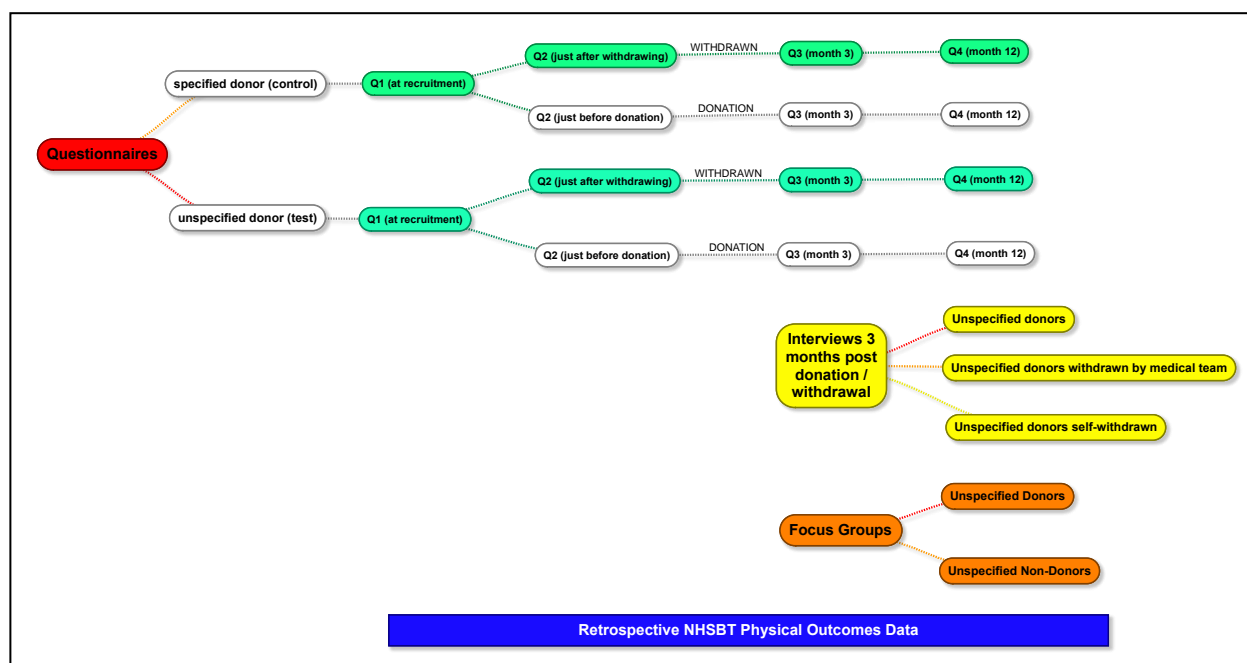 WITHDRAWN
Q2 (just after withdrawing)
Q3 (month 3)
Q4 (month 12)
specified donor (control)
Q1 (at recruitment)
DONATION
Q2 (just before donation)
Q3 (month 3)
Q4 (month 12)
Questionnaires
WITHDRAWN
Q2 (just after withdrawing)
Q3 (month 3)
Q4 (month 12)
unspecified donor (test)
Q1 (at recruitment)
DONATION
Q2 (just before donation)
Q3 (month 3)
Q4 (month 12)
Interviews 3
months post
donation /
withdrawal
Unspecified donors
Unspecified donors withdrawn by medical team
Unspecified donors self-withdrawn
Focus Groups
Unspecified Donors
Unspecified Non-Donors
Retrospective NHSBT Physical Outcomes Data